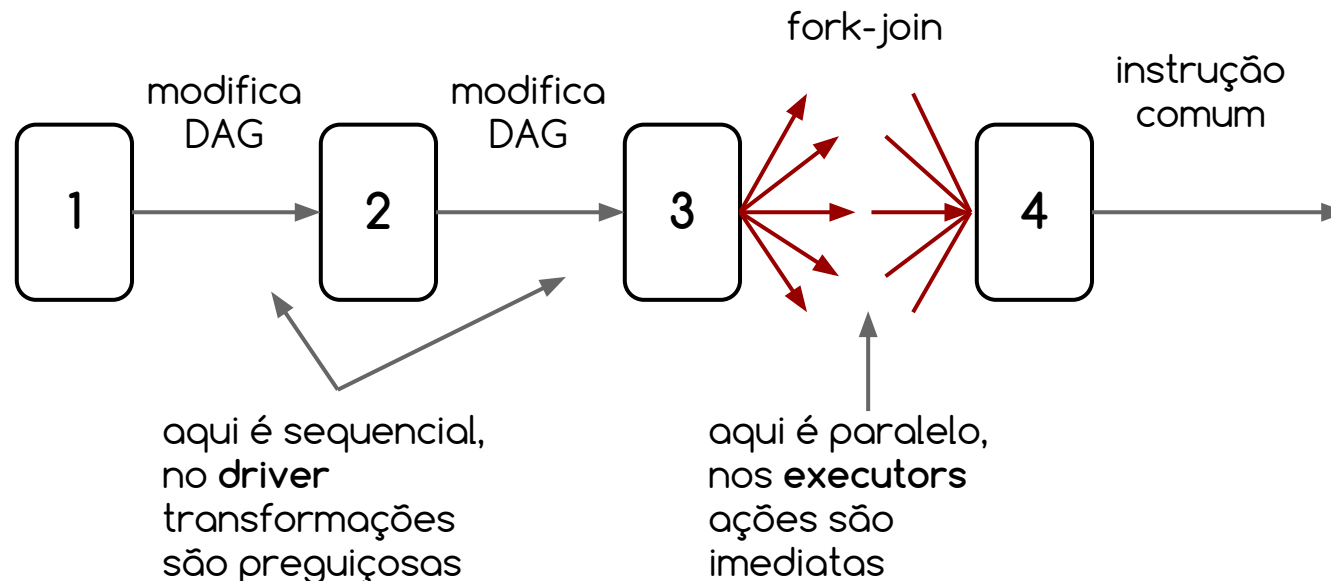 fork-join
modifica
DAG
modifica
DAG
instrução
comum
1
2
3
4
aqui é sequencial,
no driver
transformações
são preguiçosas
aqui é paralelo,
nos executors
ações são
imediatas